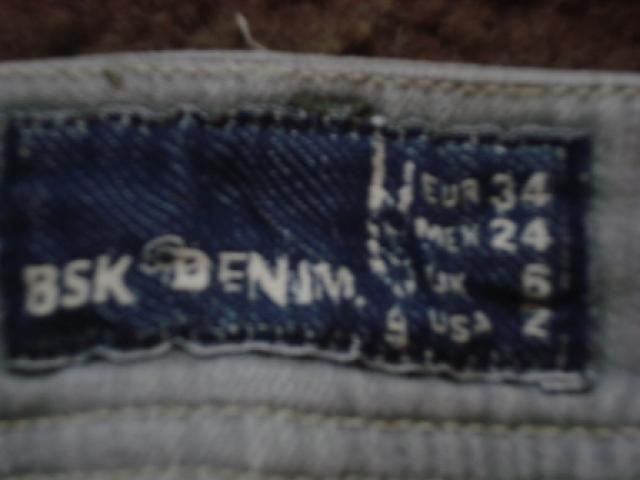 BSK DENIM.
EUR 34
MEX 24
UK 6
USA 2